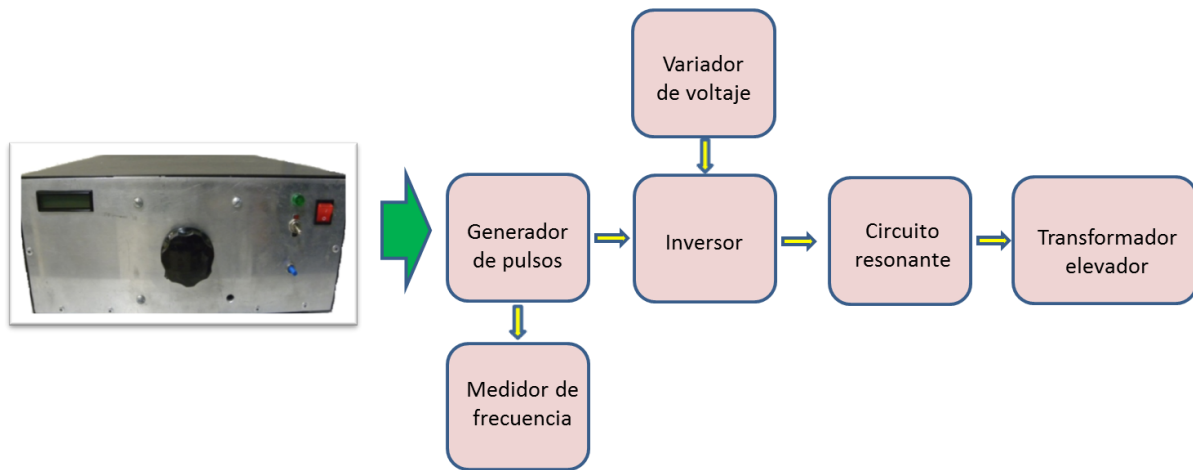 Variador
de voltaje
Generador
de pulsos
Inversor
Circuito
resonante
Transformador
elevador
Medidor de
frecuencia